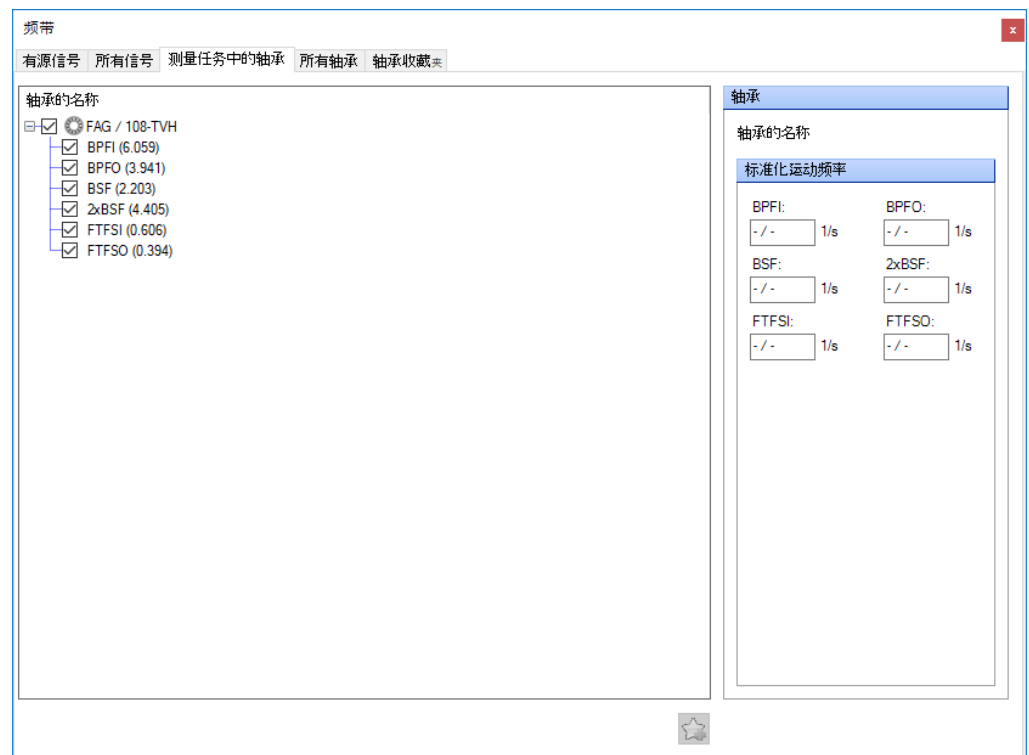 频带
x
有源信号 所有信号 测量任务中的轴承 所有轴承 轴承收藏夹
轴承的名称
FAG / 108-TVH
BPFI (6.059)
BPFO (3.941)
BSF (2.203)
2xBSF (4.405)
FTFSI (0.606)
FTFSO (0.394)
轴承
轴承的名称
标准化运动频率
BPFI: BPFO:
- / - 1/s - / - 1/s
BSF: 2xBSF:
- / - 1/s - / - 1/s
FTFSI: FTFSO:
- / - 1/s - / - 1/s